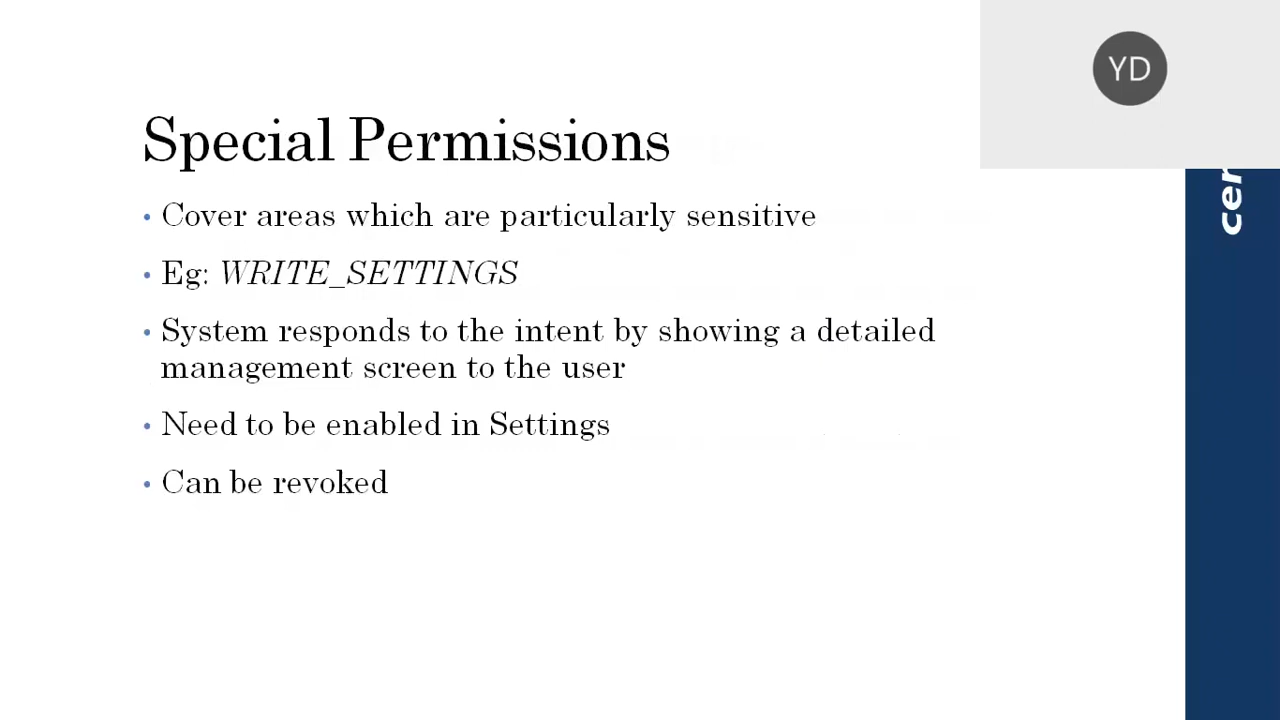 YD
Special Permissions
• Cover areas which are particularly sensitive
• Eg: WRITE_SETTINGS
• System responds to the intent by showing a detailed
management screen to the user
• Need to be enabled in Settings
• Can be revoked
cer